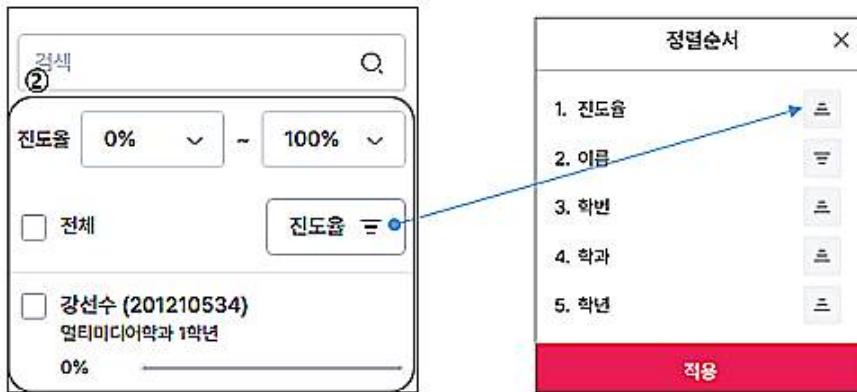 검색
②
진도율 0% ~ 100%
전체 진도율
강선수 (201210534)
멀티미디어학과 1학년
0%
정렬순서
1. 진도율
2. 이름
3. 학번
4. 학과
5. 학년
적용